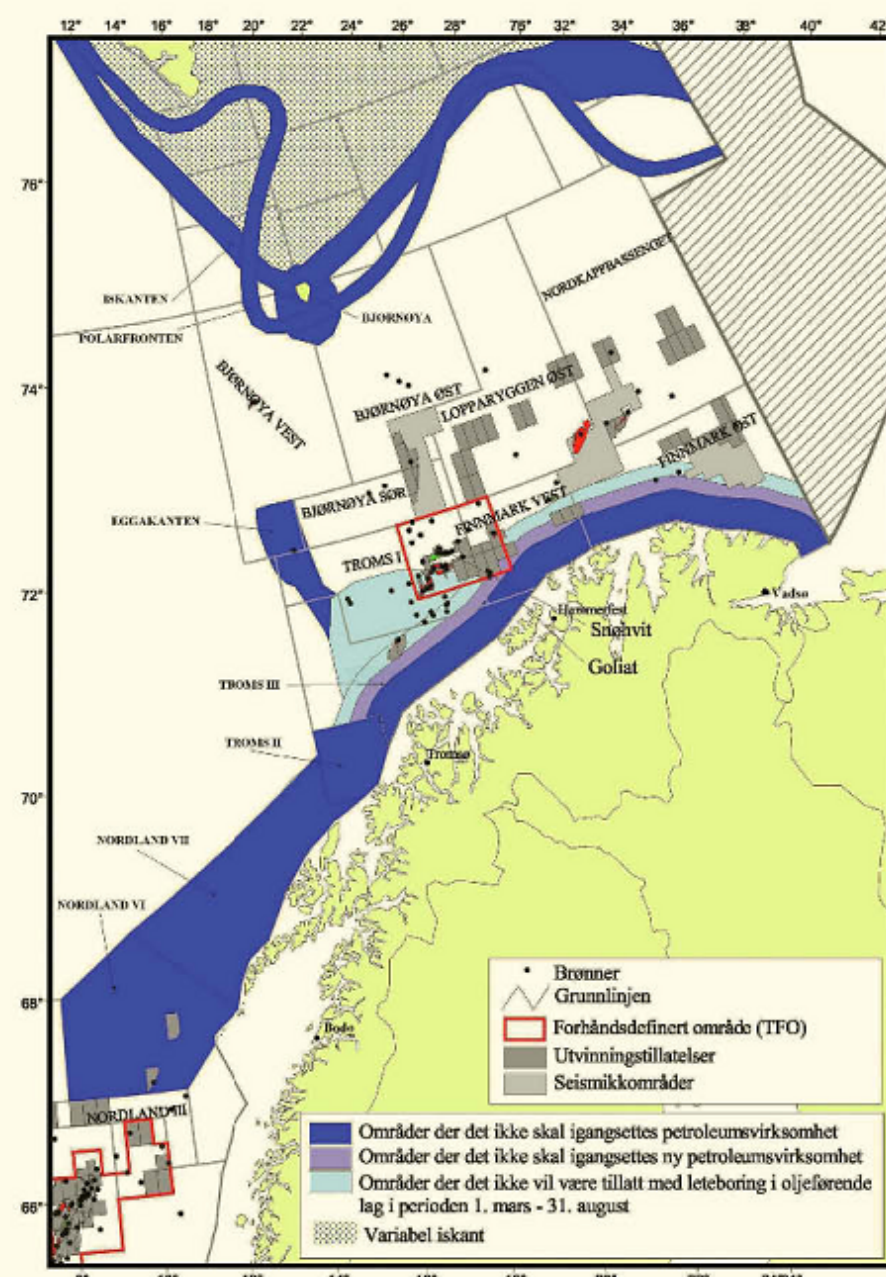 12° 14° 16° 18° 20° 22° 24° 26° 28° 32° 34° 36° 40° 42
76°
NORDKAPPBASSENGET
ISKANTEN
BJØRNØYA
POLARFRONTEN
74°
BJØRNØYA VEST
BJØRNØYA ØST
LOPPARYGGEN ØST
FINNMARK ØST
BJØRNØYA SØR
FINNMARK VEST
EGGAKANTEN
TROMS I
72°
Vadsø
Hammerfest
Snøhvit
Goliat
TROMS III
TROMS II
Tromsø
70°
NORDLAND VII
NORDLAND VI
68°
Bodø
NORDLAND III
66°
Brønner
Grunnlinjen
Forhåndsdefinert område (TFO)
Utvinningstillatelser
Seismikkområder
Områder der det ikke skal igangsettes petroleumsvirksomhet
Områder der det ikke skal igangsettes ny petroleumsvirksomhet
Områder der det ikke vil være tillatt med leteboring i oljeførende
lag i perioden 1. mars - 31. august
Variabel iskant